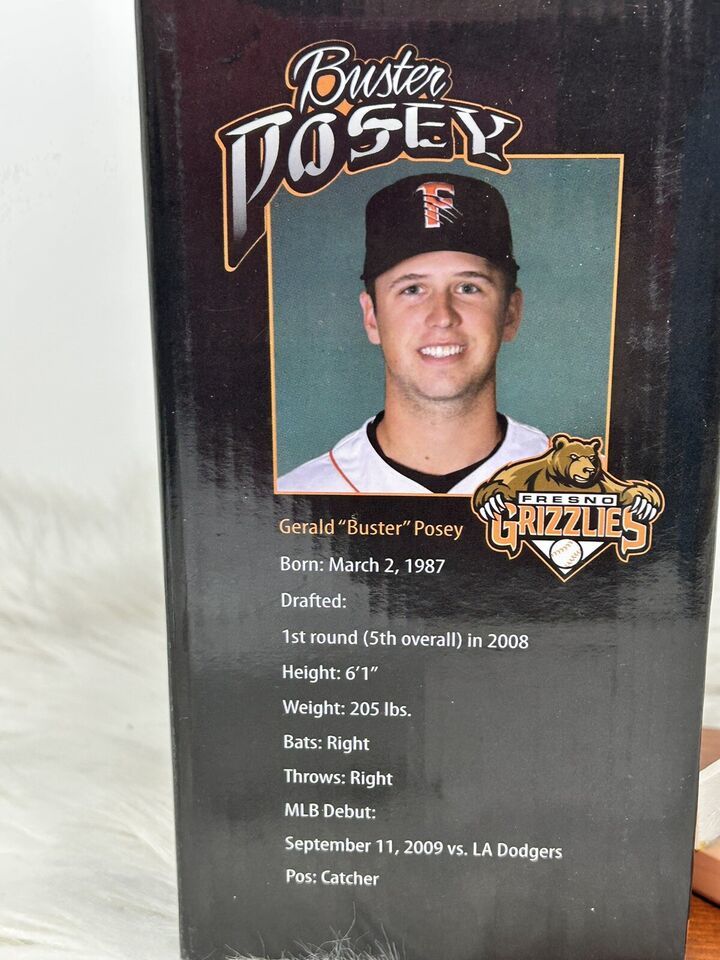 Buster
POSEY
F
FRESNO
GRIZZLIES
Gerald "Buster" Posey
Born: March 2, 1987
Drafted:
1st round (5th overall) in 2008
Height: 6'1"
Weight: 205 lbs.
Bats: Right
Throws: Right
MLB Debut:
September 11, 2009 vs. LA Dodgers
Pos: Catcher